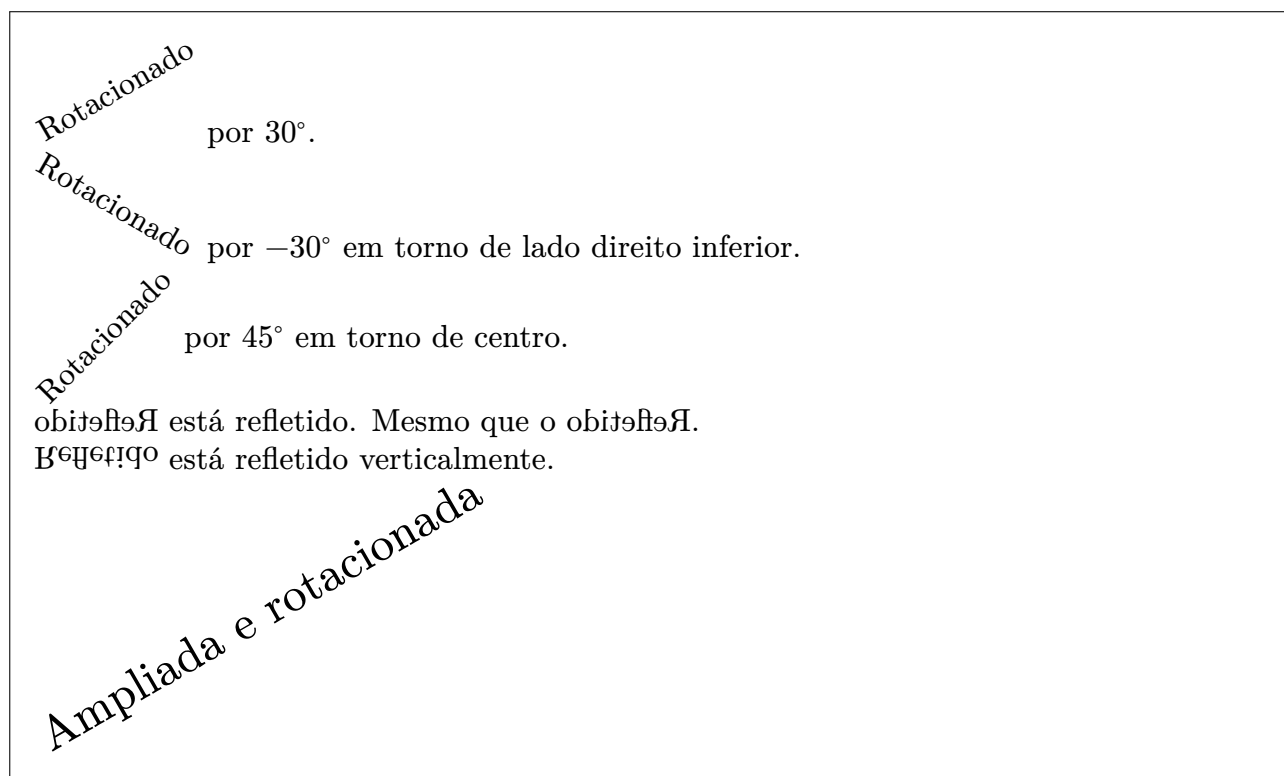 Rotacionado por 30°.
Rotacionado por −30° em torno de lado direito inferior.
Rotacionado por 45° em torno de centro.
Refletido está refletido. Mesmo que o Refletido.
Refletido está refletido verticalmente.
Ampliada e rotacionada